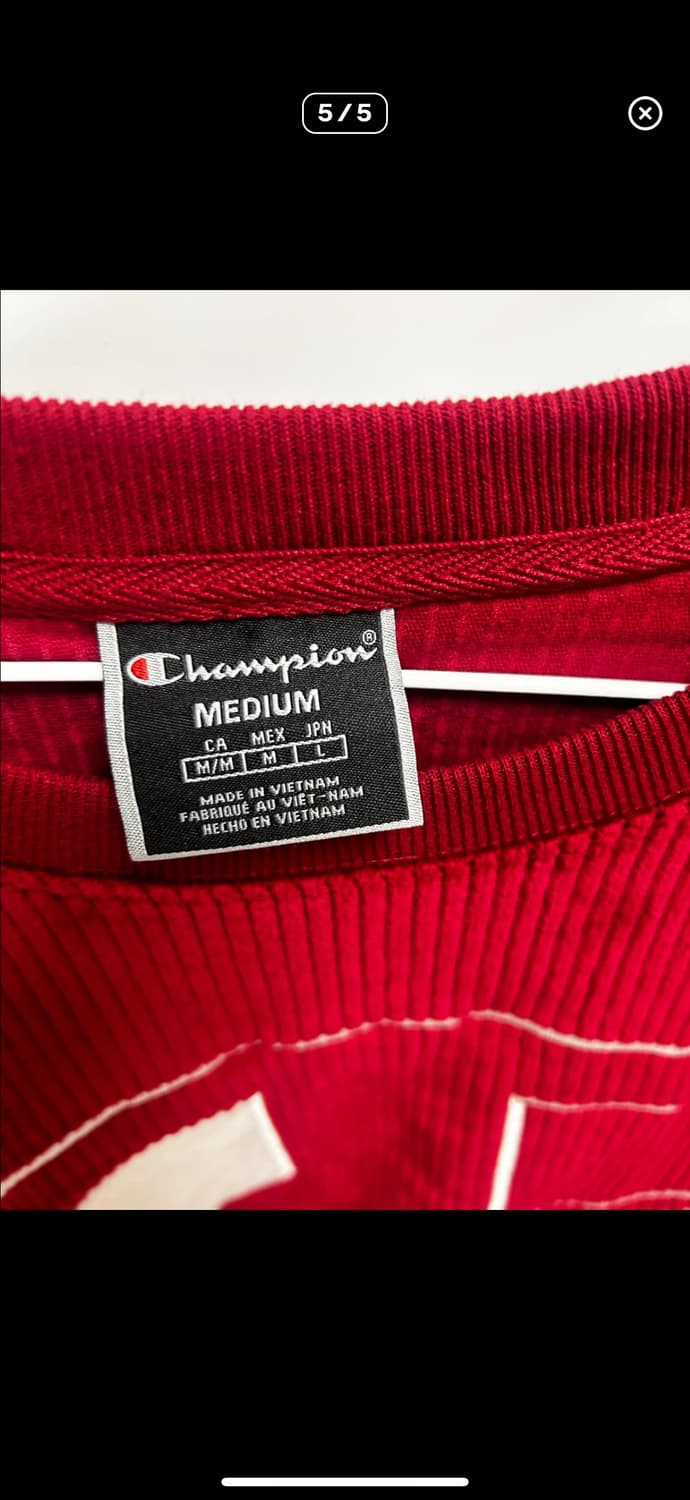 5/5
Champion®
MEDIUM
CA MEX JPN
M/M M L
MADE IN VIETNAM
FABRIQUÉ AU VIÊT-NAM
HECHO EN VIETNAM